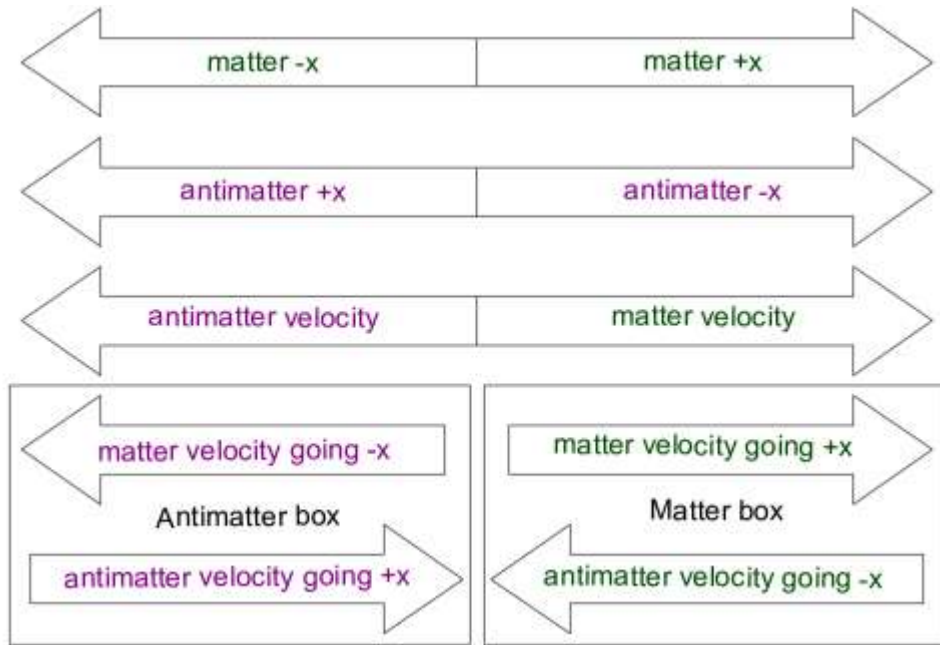 matter -x
matter +x
antimatter +x
antimatter -x
antimatter velocity
matter velocity
matter velocity going -x
matter velocity going +x
Antimatter box
Matter box
antimatter velocity going +x
antimatter velocity going -x